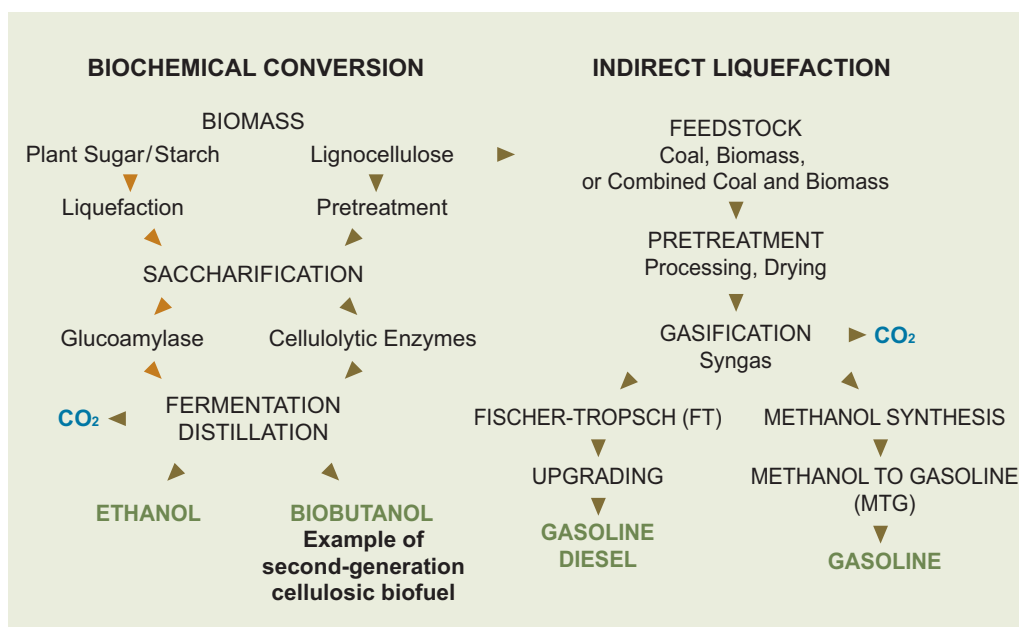 BIOCHEMICAL CONVERSION
BIOMASS
Plant Sugar/Starch
Lignocellulose
Liquefaction
Pretreatment
SACCHARIFICATION
Glucoamylase
Cellulolytic Enzymes
CO2
FERMENTATION
DISTILLATION
ETHANOL
BIOBUTANOL
Example of
second-generation
cellulosic biofuel
INDIRECT LIQUEFACTION
FEEDSTOCK
Coal, Biomass,
or Combined Coal and Biomass
PRETREATMENT
Processing, Drying
GASIFICATION
Syngas
CO2
FISCHER-TROPSCH (FT)
UPGRADING
GASOLINE
DIESEL
METHANOL SYNTHESIS
METHANOL TO GASOLINE
(MTG)
GASOLINE